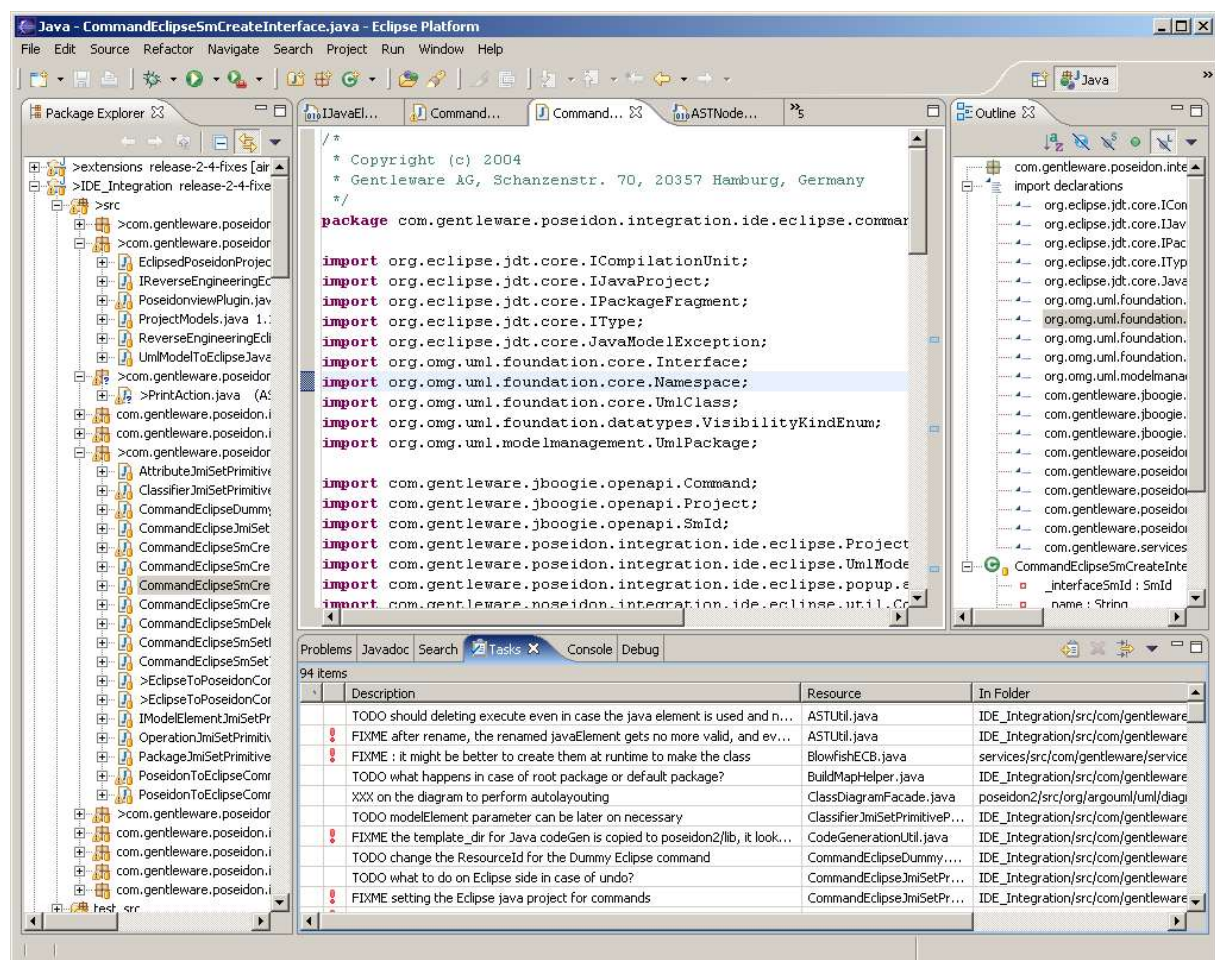 Java - CommandEclipseSmCreateInterface.java - Eclipse Platform
File Edit Source Refactor Navigate Search Project Run Window Help
Java
Package Explorer
>extensions release-2-4-fixes [air
>IDE_Integration release-2-4-fixe
>src
>com.gentleware.poseidor
>com.gentleware.poseidor
EclipsedPoseidonProjec
IReverseEngineeringEc
PoseidonviewPlugin.jav
ProjectModels.java 1.
ReverseEngineeringEcli
UmlModelToEclipseJava
>com.gentleware.poseidor
>PrintAction.java (AS
com.gentleware.poseidon.i
com.gentleware.poseidon.i
>com.gentleware.poseidor
AttributeJmiSetPrimitive
ClassifierJmiSetPrimitive
CommandEclipseDummy
CommandEclipseJmiSet
CommandEclipseSmCre
CommandEclipseSmCre
CommandEclipseSmCre
CommandEclipseSmCre
CommandEclipseSmDele
CommandEclipseSmSet
CommandEclipseSmSet
>EclipseToPoseidonCor
>EclipseToPoseidonCor
IModelElementJmiSetPr
OperationJmiSetPrimitiv
PackageJmiSetPrimitive
PoseidonToEclipseComm
PoseidonToEclipseComm
>com.gentleware.poseidor
com.gentleware.poseidon.i
com.gentleware.poseidon.i
com.gentleware.poseidon.i
com.gentleware.poseidon.i
test_src
IJavaEl... Command... Command... ASTNode... »5
/*
* Copyright (c) 2004
* Gentleware AG, Schanzenstr. 70, 20357 Hamburg, Germany
*/
package com.gentleware.poseidon.integration.ide.eclipse.comman
import org.eclipse.jdt.core.ICompilationUnit;
import org.eclipse.jdt.core.IJavaProject;
import org.eclipse.jdt.core.IPackageFragment;
import org.eclipse.jdt.core.IType;
import org.eclipse.jdt.core.JavaModelException;
import org.omg.uml.foundation.core.Interface;
import org.omg.uml.foundation.core.Namespace;
import org.omg.uml.foundation.core.UmlClass;
import org.omg.uml.foundation.datatypes.VisibilityKindEnum;
import org.omg.uml.modelmanagement.UmlPackage;
import com.gentleware.jboogie.openapi.Command;
import com.gentleware.jboogie.openapi.Project;
import com.gentleware.jboogie.openapi.SmId;
import com.gentleware.poseidon.integration.ide.eclipse.Project
import com.gentleware.poseidon.integration.ide.eclipse.UmlMode
import com.gentleware.poseidon.integration.ide.eclipse.popup.a
import com.gentleware.poseidon.integration.ide.eclipse.util.Co
Outline
com.gentleware.poseidon.inte
import declarations
org.eclipse.jdt.core.ICon
org.eclipse.jdt.core.IJav
org.eclipse.jdt.core.IPac
org.eclipse.jdt.core.ITyp
org.eclipse.jdt.core.Java
org.omg.uml.foundation.
org.omg.uml.foundation.
org.omg.uml.foundation.
org.omg.uml.foundation.
org.omg.uml.modelmana
com.gentleware.jboogie.
com.gentleware.jboogie.
com.gentleware.jboogie.
com.gentleware.poseidor
com.gentleware.poseidor
com.gentleware.poseidor
com.gentleware.poseidor
com.gentleware.poseidor
com.gentleware.services
CommandEclipseSmCreateInte
_interfaceSmId : SmId
_name : String
Problems Javadoc Search Tasks Console Debug
94 items
Description Resource In Folder
TODO should deleting execute even in case the java element is used and n... ASTUtil.java IDE_Integration/src/com/gentleware
FIXME after rename, the renamed javaElement gets no more valid, and ev... ASTUtil.java IDE_Integration/src/com/gentleware
FIXME : it might be better to create them at runtime to make the class BlowfishECB.java services/src/com/gentleware/service
TODO what happens in case of root package or default package? BuildMapHelper.java IDE_Integration/src/com/gentleware
XXX on the diagram to perform autolayouting ClassDiagramFacade.java poseidon2/src/org/argouml/uml/diagr
TODO modelElement parameter can be later on necessary ClassifierJmiSetPrimitiveP... IDE_Integration/src/com/gentleware
FIXME the template_dir for Java codeGen is copied to poseidon2/lib, it look... CodeGenerationUtil.java IDE_Integration/src/com/gentleware
TODO change the ResourceId for the Dummy Eclipse command CommandEclipseDummy.... IDE_Integration/src/com/gentleware
TODO what to do on Eclipse side in case of undo? CommandEclipseJmiSetPr... IDE_Integration/src/com/gentleware
FIXME setting the Eclipse java project for commands CommandEclipseJmiSetPr... IDE_Integration/src/com/gentleware